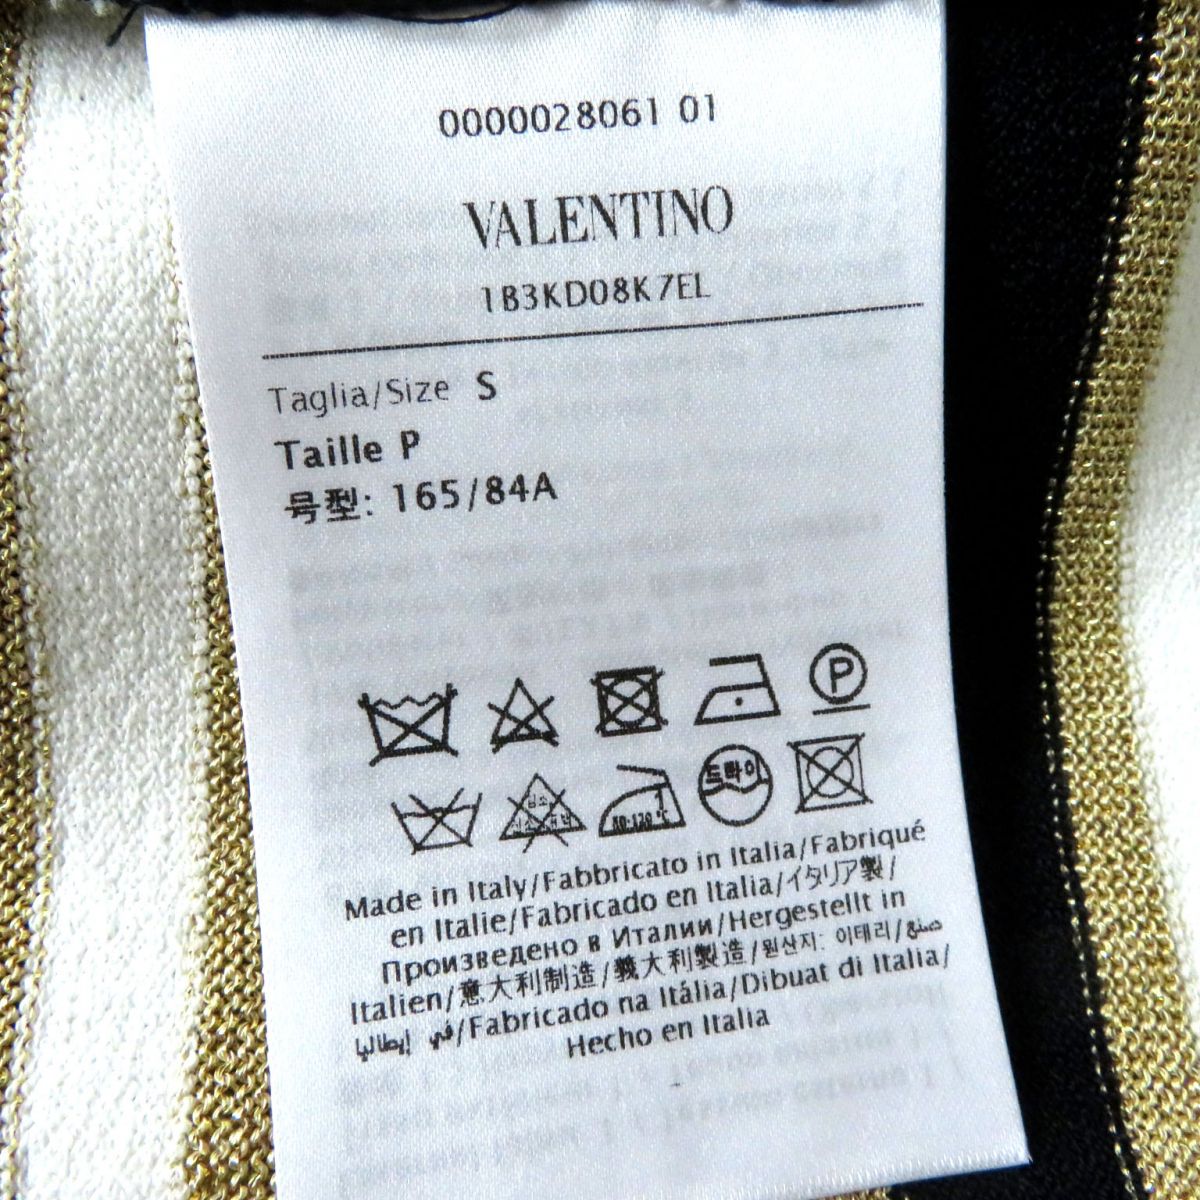 0000028061 01
VALENTINO
1B3KD08K7EL
Taglia/Size S
Taille P
号型: 165/84A
P
드라이
80-120 °C
Made in Italy/Fabbricato in Italia/Fabriqué
en Italie/Fabricado en Italia/イタリア製/
Произведено в Италии/Hergestellt in
Italien/意大利制造/義大利製造/원산지: 이태리/صنع
في إيطاليا/Fabricado na Itália/Dibuat di Italia/
Hecho en Italia